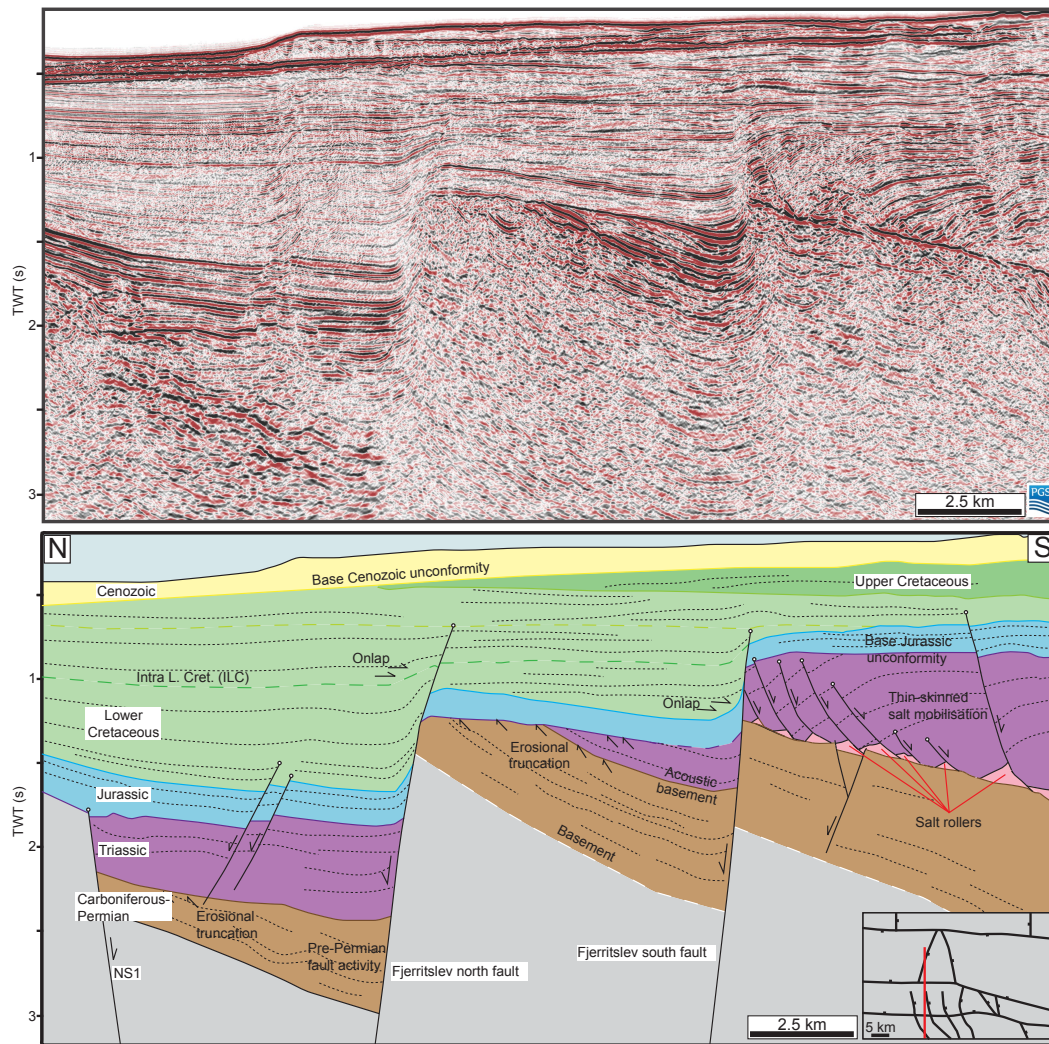 TWT (s)
1
2
3
2.5 km
PGS
N
S
Cenozoic
Base Cenozoic unconformity
Upper Cretaceous
Onlap
Intra L. Cret. (ILC)
Base Jurassic
unconformity
Lower
Cretaceous
Onlap
Thin-skinned
salt mobilisation
Erosional
truncation
Acoustic
basement
Jurassic
Triassic
Basement
Salt rollers
Carboniferous-
Permian
Erosional
truncation
Pre-Permian
fault activity
NS1
Fjerritslev north fault
Fjerritslev south fault
TWT (s)
1
2
3
2.5 km
5 km